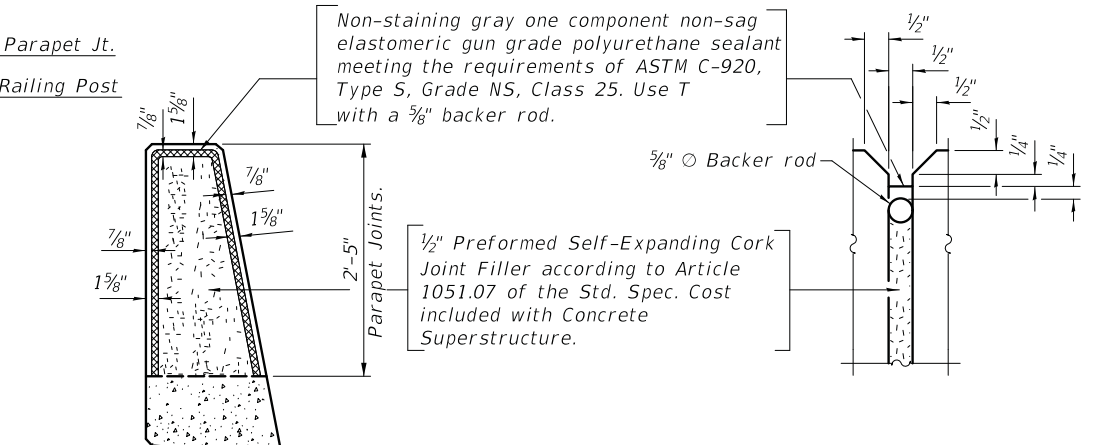 Parapet Jt.
Railing Post
Non-staining gray one component non-sag
elastomeric gun grade polyurethane sealant
meeting the requirements of ASTM C-920,
Type S, Grade NS, Class 25. Use T
with a ⅝" backer rod.
⅞"
1⅝"
⅞"
1⅝"
⅞"
1⅝"
2'-5"
Parapet Joints.
½" Preformed Self-Expanding Cork
Joint Filler according to Article
1051.07 of the Std. Spec. Cost
included with Concrete
Superstructure.
½"
½"
½"
½"
¼"
¼"
⅝" ∅ Backer rod